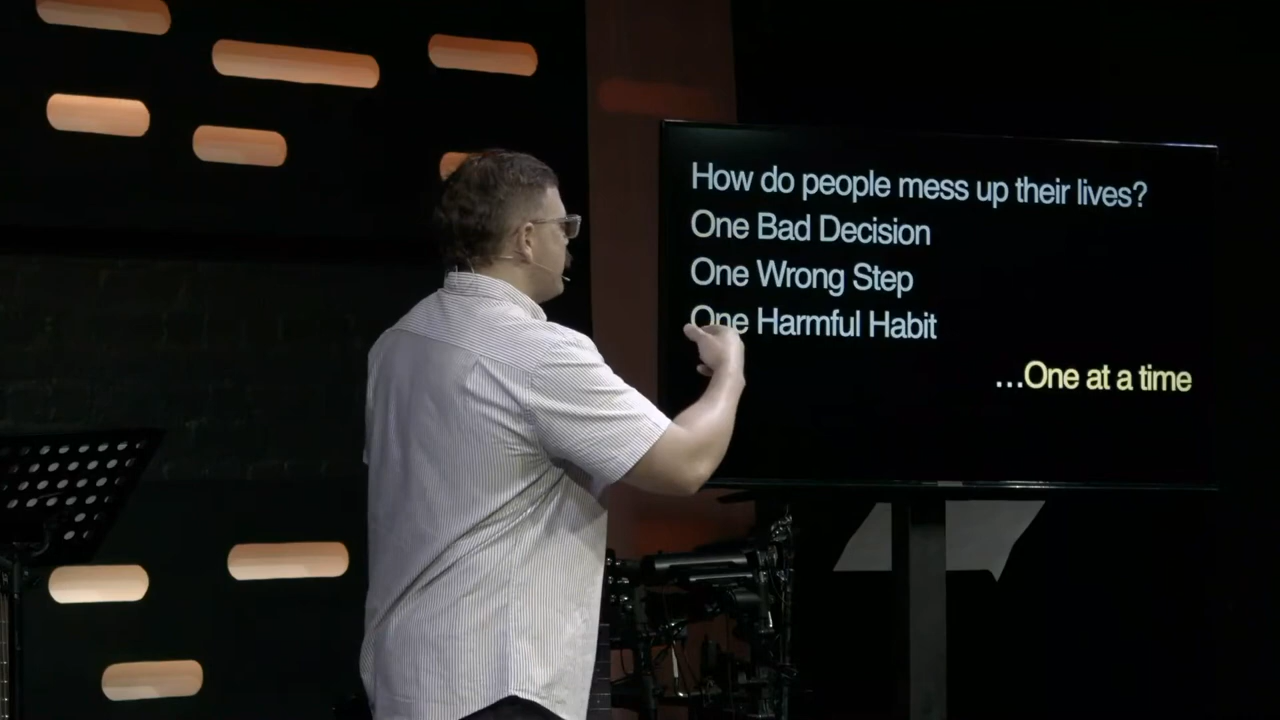 How do people mess up their lives?
One Bad Decision
One Wrong Step
One Harmful Habit
...One at a time